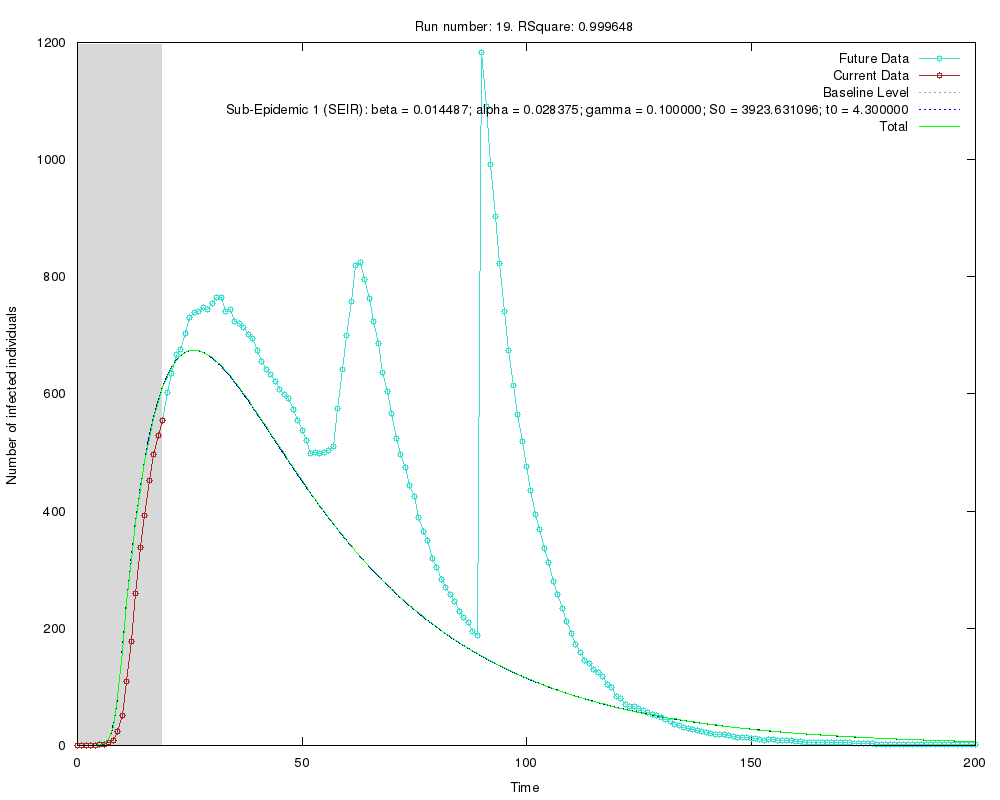 Run number: 19. RSquare: 0.999648
1200
1000
800
600
400
200
0
Number of infected individuals
Future Data
Current Data
Baseline Level
Sub-Epidemic 1 (SEIR): beta = 0.014487; alpha = 0.028375; gamma = 0.100000; S0 = 3923.631096; t0 = 4.300000
Total
0 50 100 150 200
Time